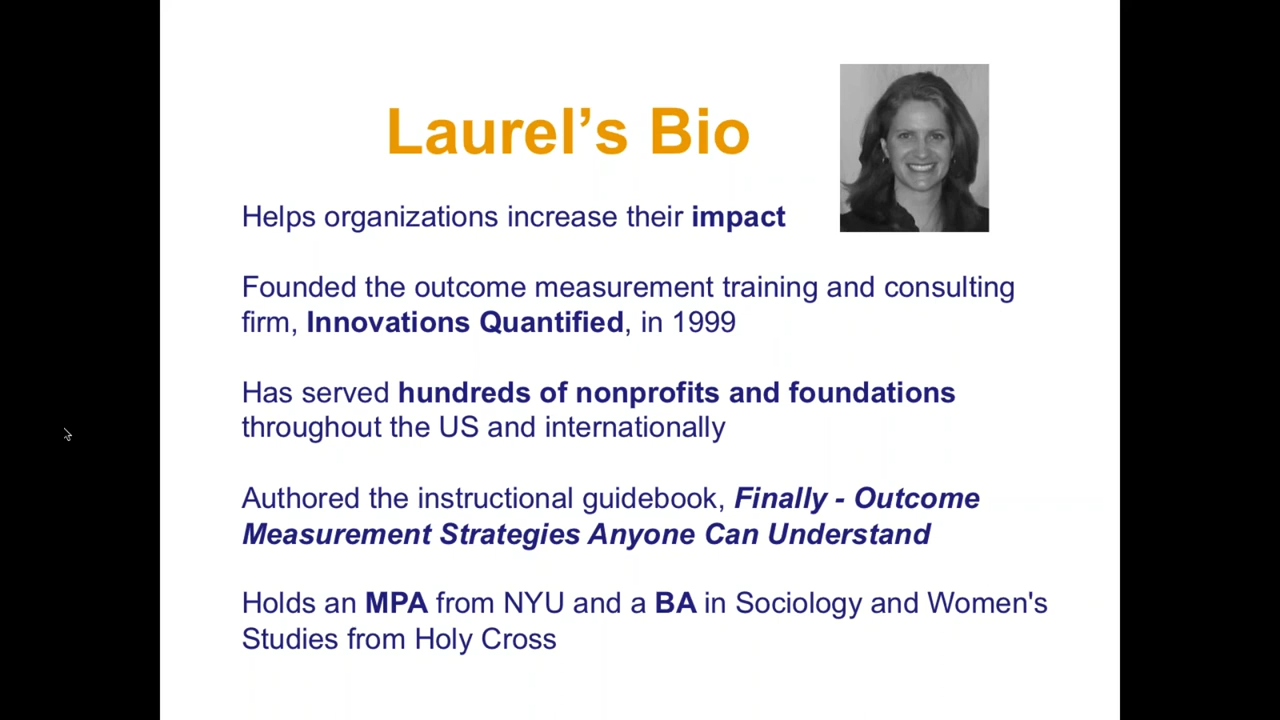 Laurel’s Bio
Helps organizations increase their impact
Founded the outcome measurement training and consulting
firm, Innovations Quantified, in 1999
Has served hundreds of nonprofits and foundations
throughout the US and internationally
Authored the instructional guidebook, Finally - Outcome
Measurement Strategies Anyone Can Understand
Holds an MPA from NYU and a BA in Sociology and Women's
Studies from Holy Cross